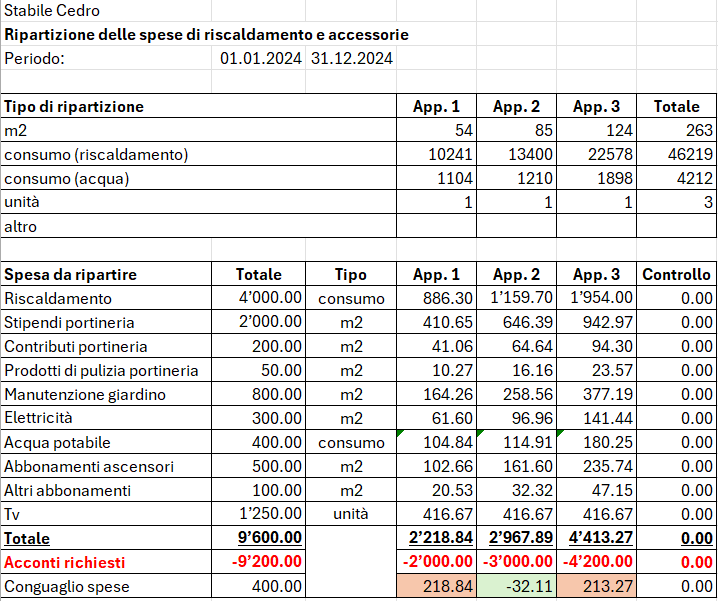 Stabile Cedro
Ripartizione delle spese di riscaldamento e accessorie
Periodo: 01.01.2024 31.12.2024
Tipo di ripartizione App. 1 App. 2 App. 3 Totale
m2 54 85 124 263
consumo (riscaldamento) 10241 13400 22578 46219
consumo (acqua) 1104 1210 1898 4212
unità 1 1 1 3
altro
Spesa da ripartire Totale Tipo App. 1 App. 2 App. 3 Controllo
Riscaldamento 4’000.00 consumo 886.30 1’159.70 1’954.00 0.00
Stipendi portineria 2’000.00 m2 410.65 646.39 942.97 0.00
Contributi portineria 200.00 m2 41.06 64.64 94.30 0.00
Prodotti di pulizia portineria 50.00 m2 10.27 16.16 23.57 0.00
Manutenzione giardino 800.00 m2 164.26 258.56 377.19 0.00
Elettricità 300.00 m2 61.60 96.96 141.44 0.00
Acqua potabile 400.00 consumo 104.84 114.91 180.25 0.00
Abbonamenti ascensori 500.00 m2 102.66 161.60 235.74 0.00
Altri abbonamenti 100.00 m2 20.53 32.32 47.15 0.00
Tv 1’250.00 unità 416.67 416.67 416.67 0.00
Totale 9’600.00 2’218.84 2’967.89 4’413.27 0.00
Acconti richiesti -9’200.00 -2’000.00 -3’000.00 -4’200.00 0.00
Conguaglio spese 400.00 218.84 -32.11 213.27 0.00